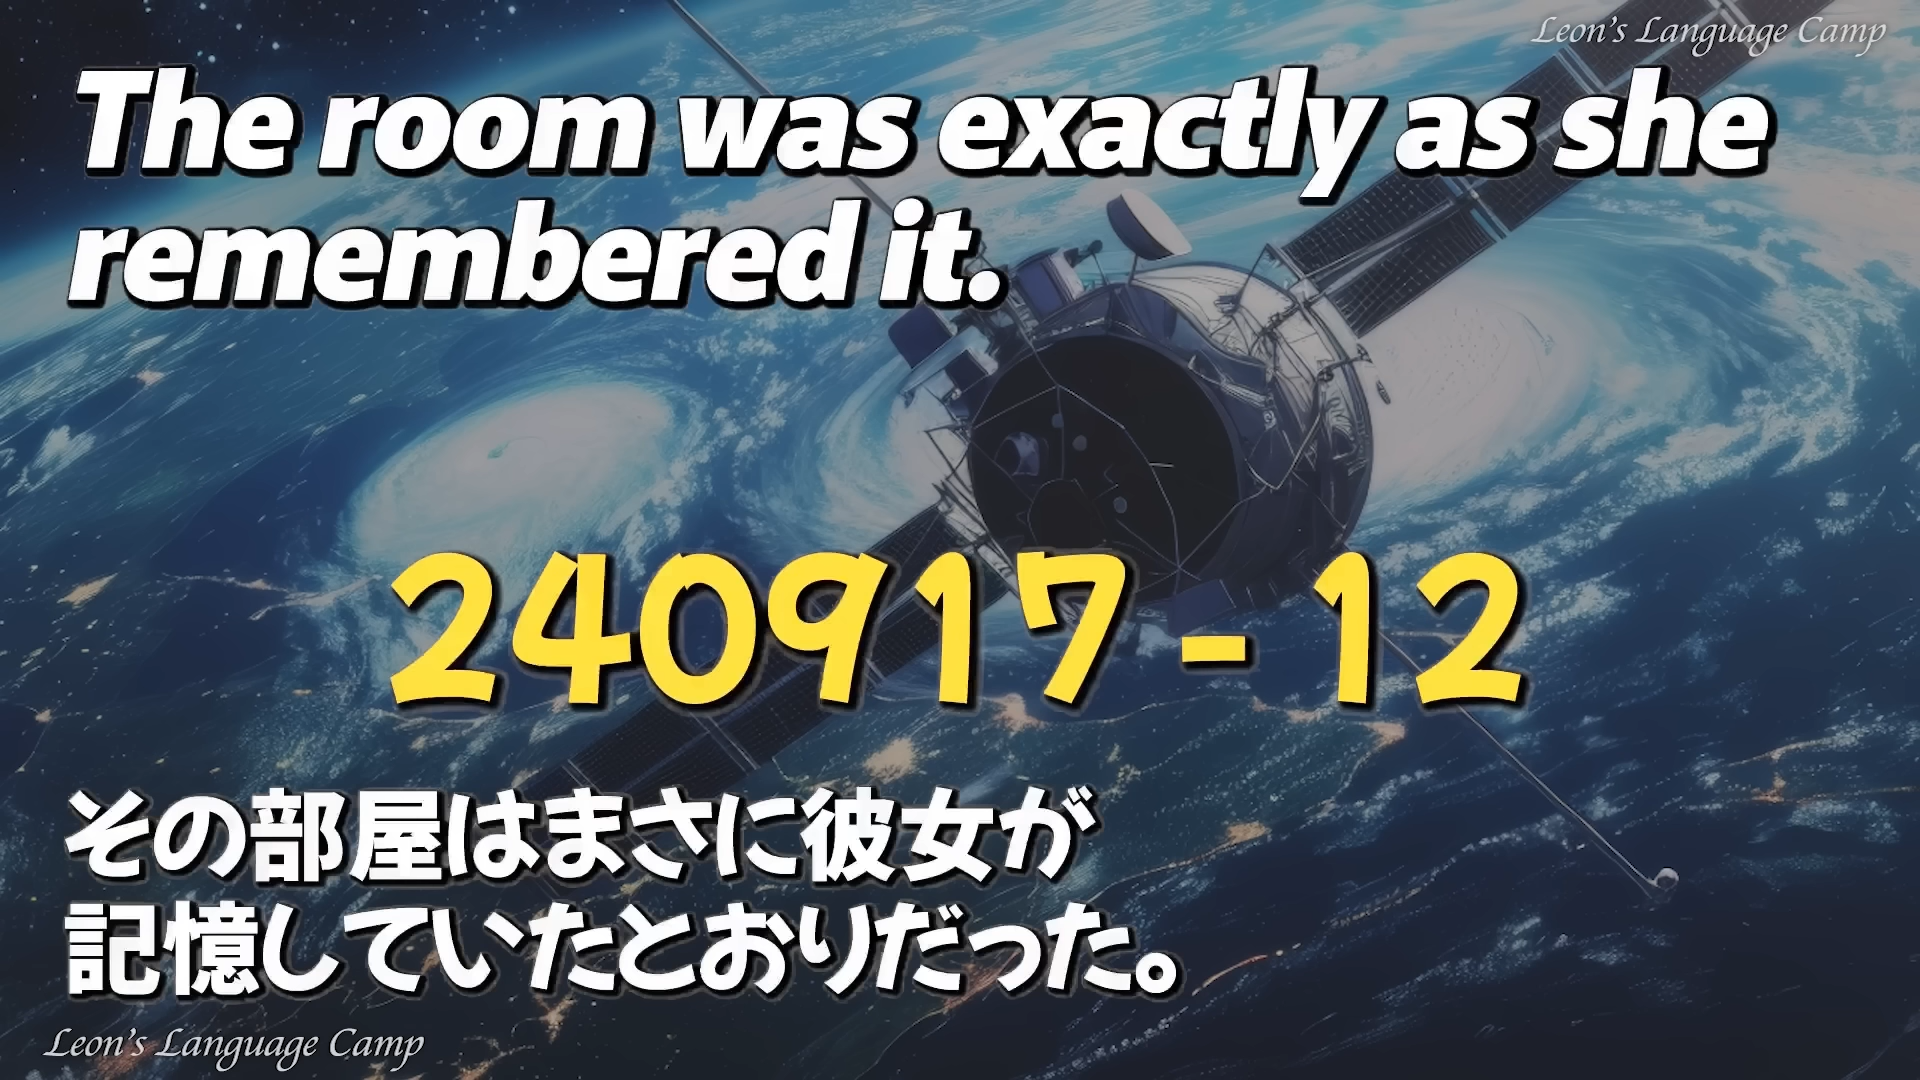 Leon's Language Camp
The room was exactly as she
remembered it.
240917 - 12
その部屋はまさに彼女が
記憶していたとおりだった。
Leon's Language Camp